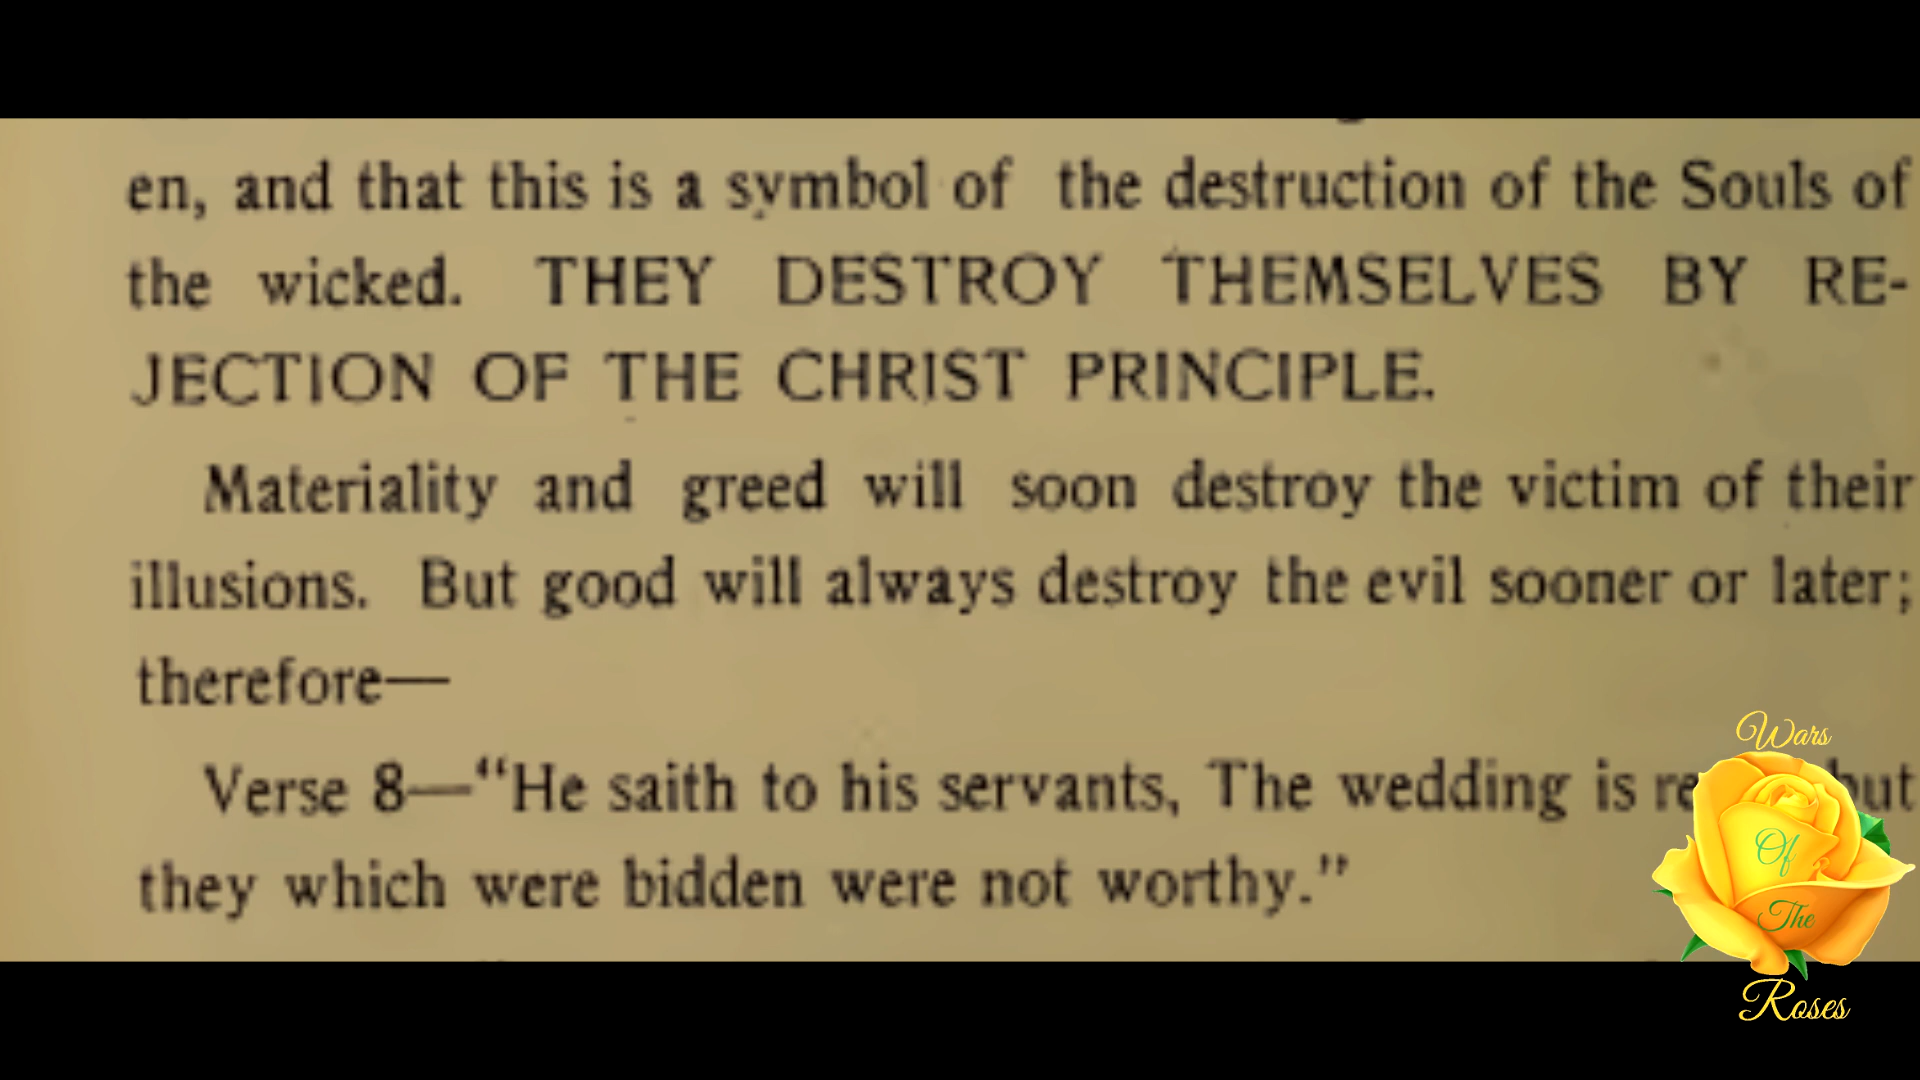 en, and that this is a symbol of the destruction of the Souls of
the wicked. THEY DESTROY THEMSELVES BY RE-
JECTION OF THE CHRIST PRINCIPLE.
Materiality and greed will soon destroy the victim of their
illusions. But good will always destroy the evil sooner or later;
therefore—
Verse 8—“He saith to his servants, The wedding is but
they which were bidden were not worthy.”
Wars
Of
The
Roses